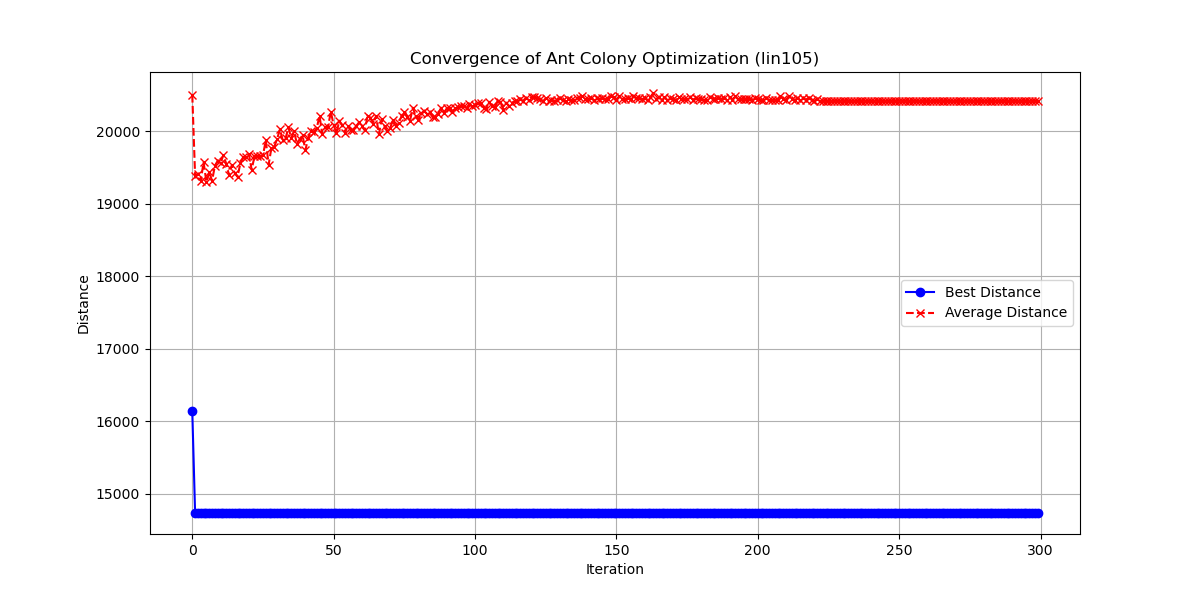 Convergence of Ant Colony Optimization (lin105)
Distance
20000
19000
18000
17000
16000
15000
Best Distance
Average Distance
0
50
100
150
200
250
300
Iteration